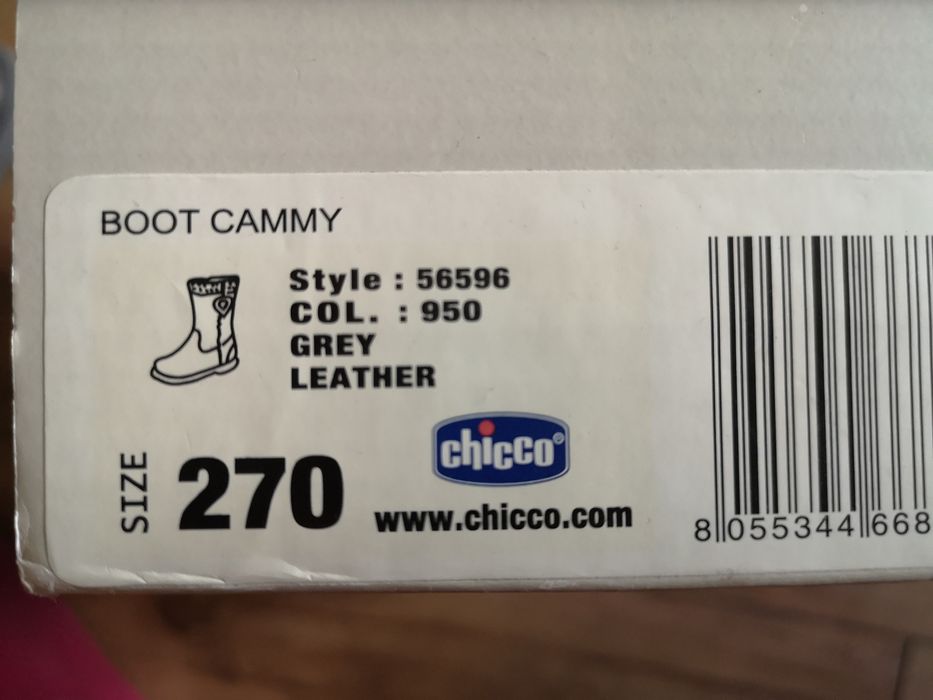 BOOT CAMMY
Style : 56596
COL. : 950
GREY
LEATHER
SIZE 270
chicco®
www.chicco.com
8 055344 668